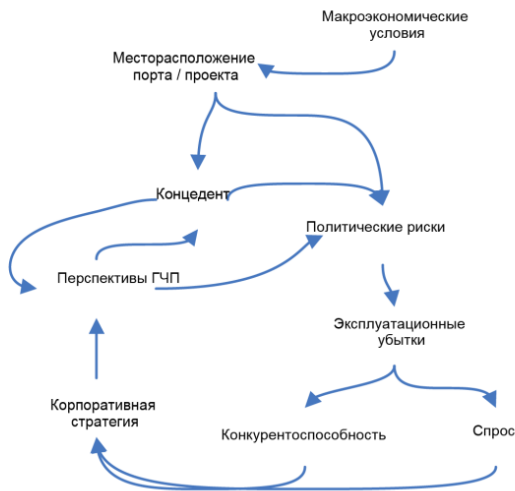 Макроэкономические
условия
Месторасположение
порта / проекта
Концедент
Политические риски
Перспективы ГЧП
Эксплуатационные
убытки
Корпоративная
стратегия
Конкурентоспособность
Спрос